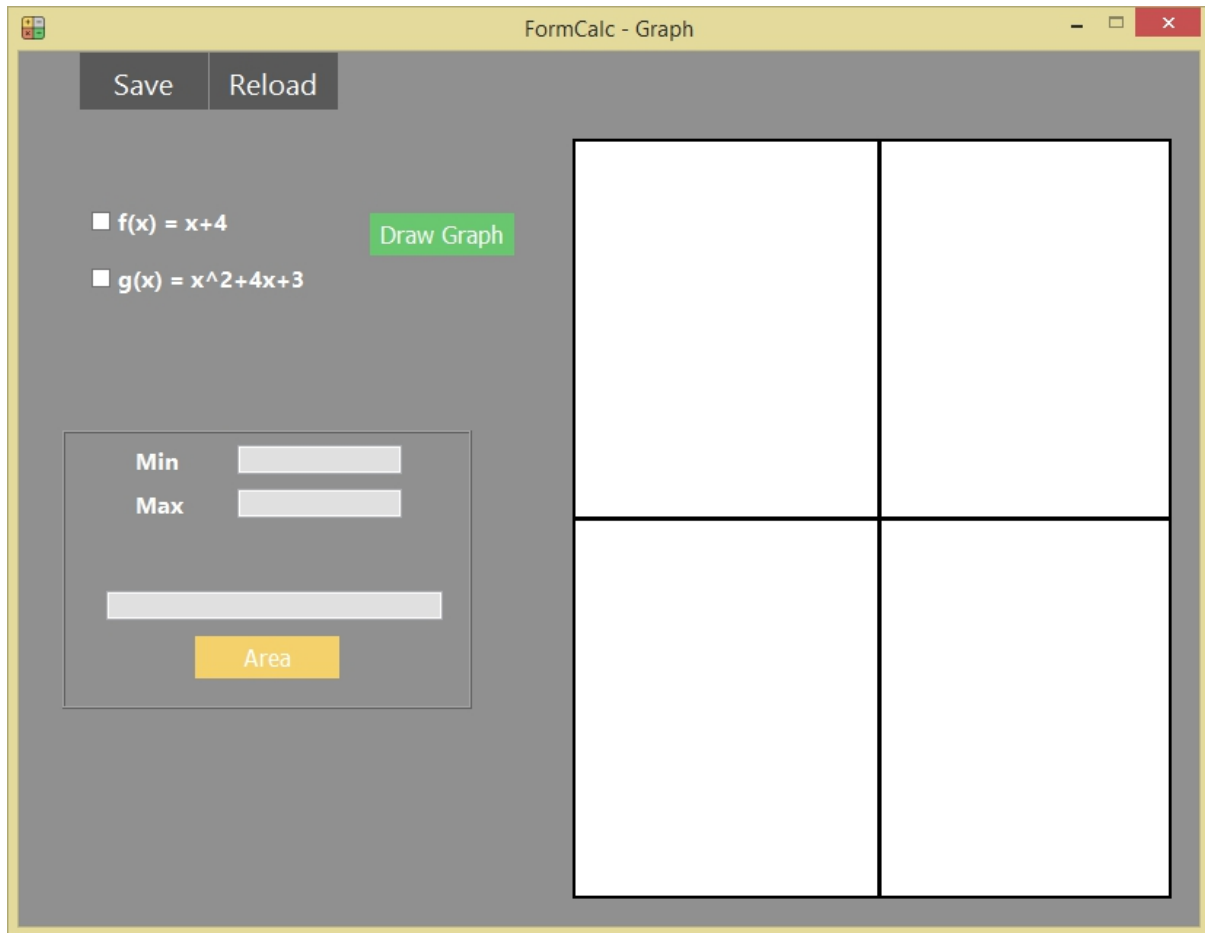 FormCalc - Graph
Save Reload
f(x) = x+4
Draw Graph
g(x) = x^2+4x+3
Min
Max
Area